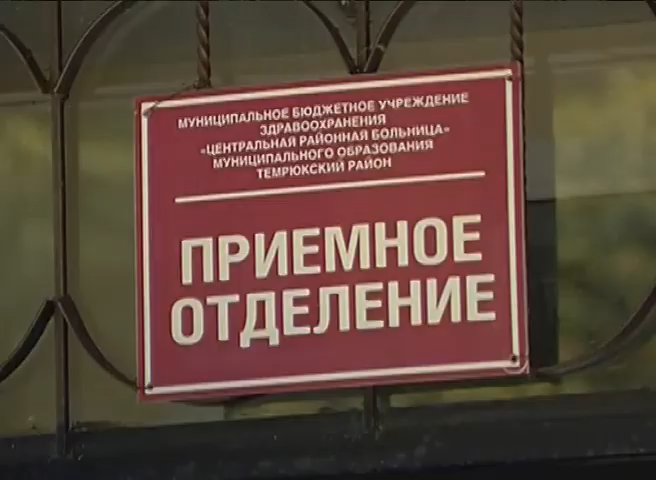 МУНИЦИПАЛЬНОЕ БЮДЖЕТНОЕ УЧРЕЖДЕНИЕ
ЗДРАВООХРАНЕНИЯ
«ЦЕНТРАЛЬНАЯ РАЙОННАЯ БОЛЬНИЦА»
МУНИЦИПАЛЬНОГО ОБРАЗОВАНИЯ
ТЕМРЮКСКИЙ РАЙОН
ПРИЕМНОЕ
ОТДЕЛЕНИЕ